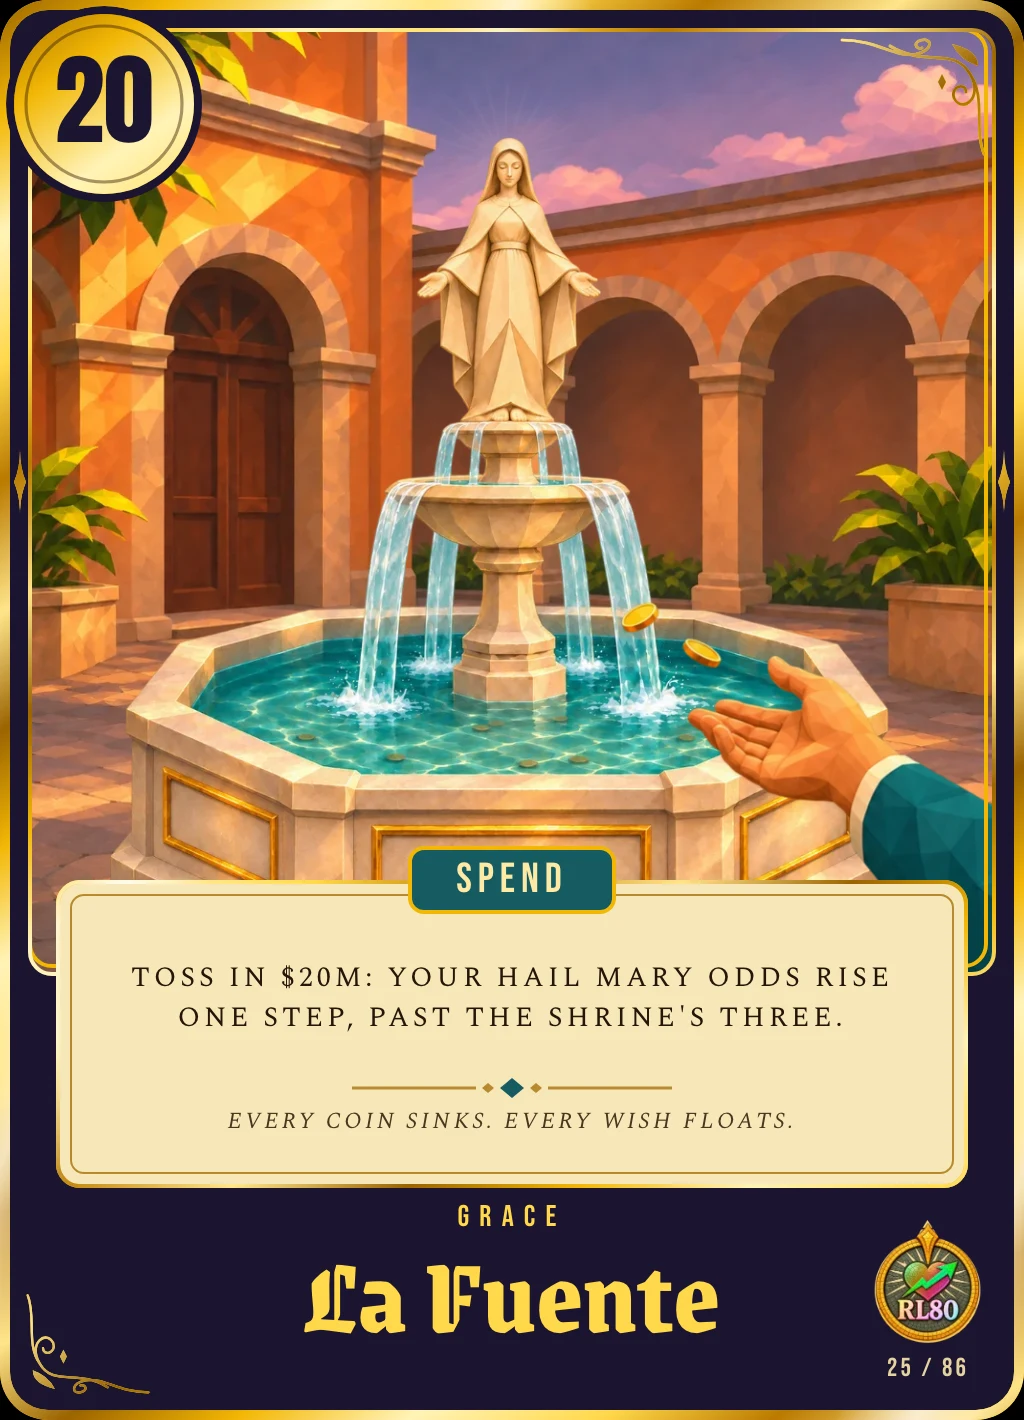 20
SPEND
TOSS IN $20M: YOUR HAIL MARY ODDS RISE
ONE STEP, PAST THE SHRINE'S THREE.
EVERY COIN SINKS. EVERY WISH FLOATS.
GRACE
La Fuente
RL80
25 / 86